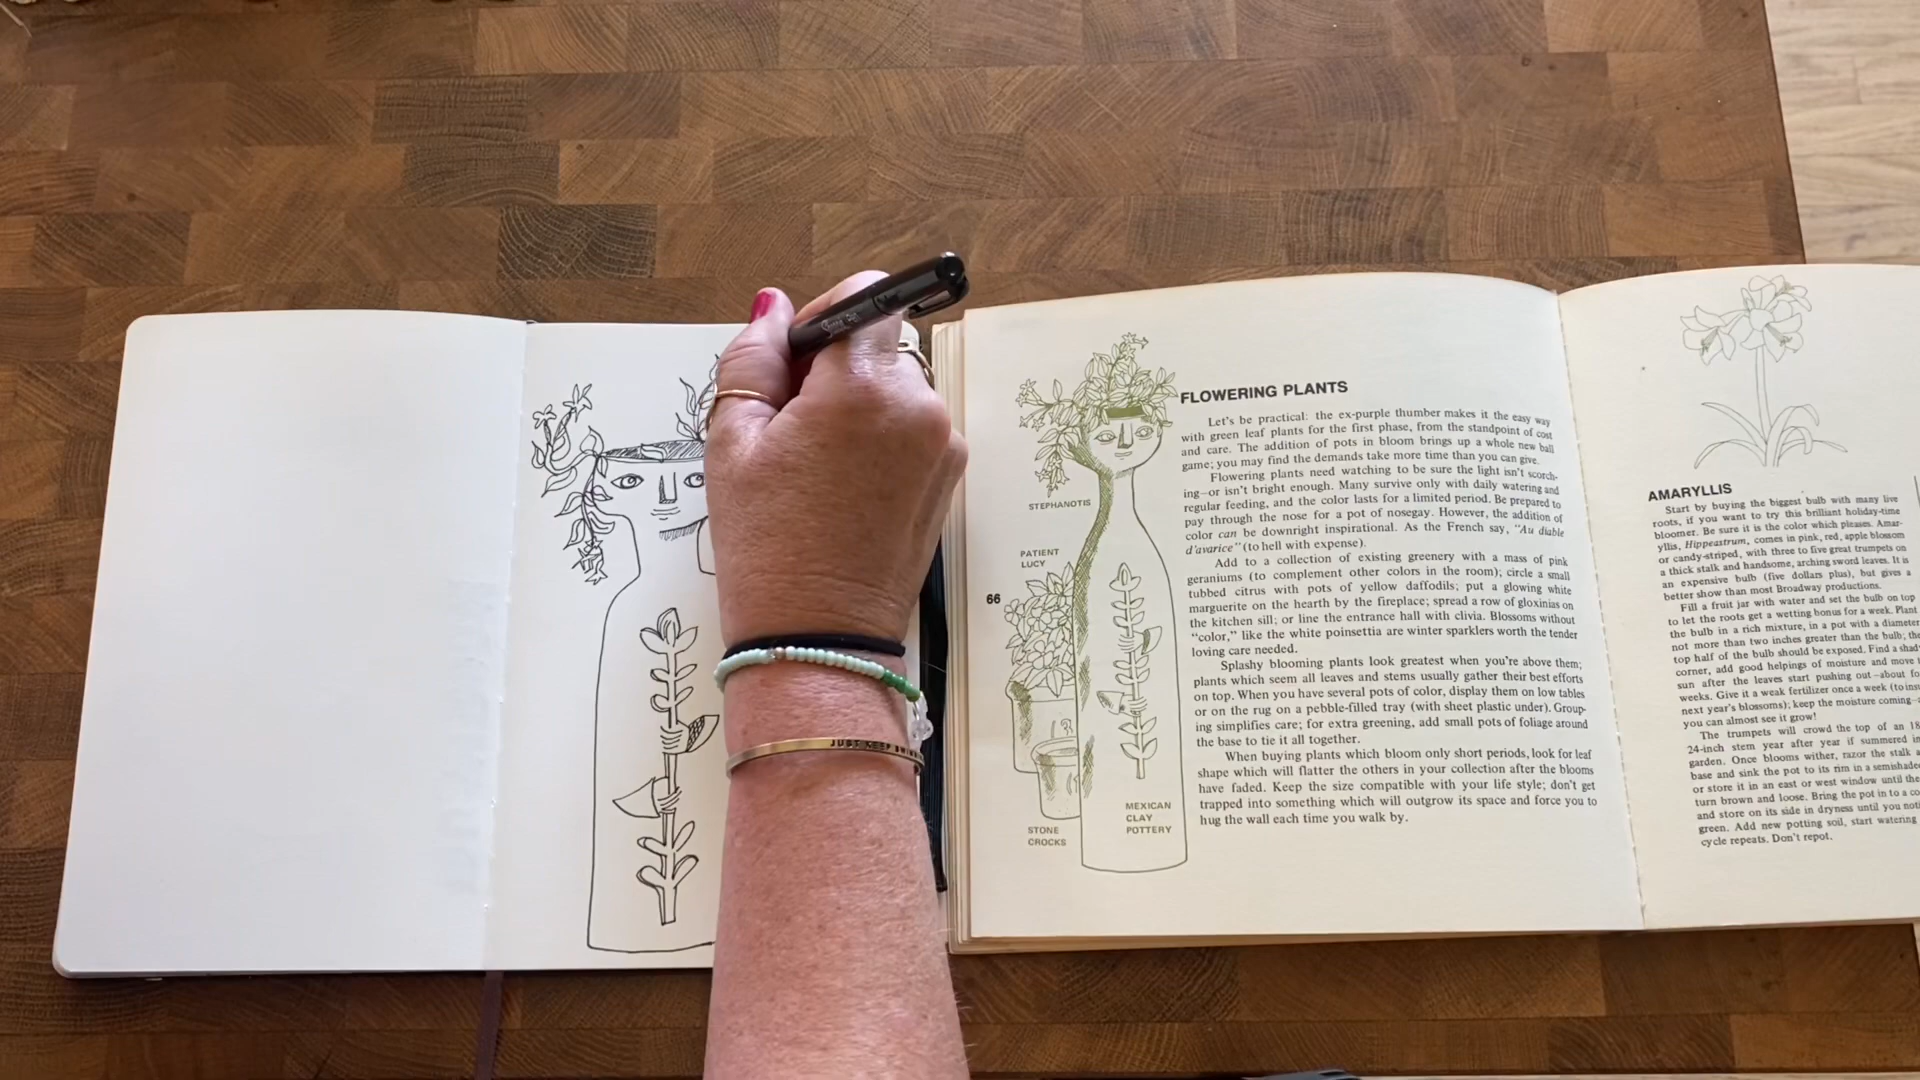 Sharpie Pen
JUST KEEP SWIM
STEPHANOTIS
PATIENT
LUCY
66
STONE
CROCKS
MEXICAN
CLAY
POTTERY
FLOWERING PLANTS
Let's be practical: the ex-purple thumber makes it the easy way
with green leaf plants for the first phase, from the standpoint of cost
and care. The addition of pots in bloom brings up a whole new ball
game; you may find the demands take more time than you can give.
Flowering plants need watching to be sure the light isn't scorch-
ing—or isn't bright enough. Many survive only with daily watering and
regular feeding, and the color lasts for a limited period. Be prepared to
pay through the nose for a pot of nosegay. However, the addition of
color can be downright inspirational. As the French say, "Au diable
d'avarice" (to hell with expense).
Add to a collection of existing greenery with a mass of pink
geraniums (to complement other colors in the room); circle a small
tubbed citrus with pots of yellow daffodils; put a glowing white
marguerite on the hearth by the fireplace; spread a row of gloxinias on
the kitchen sill; or line the entrance hall with clivia. Blossoms without
"color," like the white poinsettia are winter sparklers worth the tender
loving care needed.
Splashy blooming plants look greatest when you're above them;
plants which seem all leaves and stems usually gather their best efforts
on top. When you have several pots of color, display them on low tables
or on the rug on a pebble-filled tray (with sheet plastic under). Group-
ing simplifies care; for extra greening, add small pots of foliage around
the base to tie it all together.
When buying plants which bloom only short periods, look for leaf
shape which will flatter the others in your collection after the blooms
have faded. Keep the size compatible with your life style; don't get
trapped into something which will outgrow its space and force you to
hug the wall each time you walk by.
AMARYLLIS
Start by buying the biggest bulb with many live
roots, if you want to try this brilliant holiday-time
bloomer. Be sure it is the color which pleases. Amar-
yllis, Hippeastrum, comes in pink, red, apple blossom
or candy-striped, with three to five great trumpets on
a thick stalk and handsome, arching sword leaves. It is
an expensive bulb (five dollars plus), but gives a
better show than most Broadway productions.
Fill a fruit jar with water and set the bulb on top
to let the roots get a wetting bonus for a week. Plant
the bulb in a rich mixture, in a pot with a diameter
not more than two inches greater than the bulb; the
top half of the bulb should be exposed. Find a shad
corner, add good helpings of moisture and move
sun after the leaves start pushing out—about fo
weeks. Give it a weak fertilizer once a week (to ins
next year's blossoms); keep the moisture coming—
you can almost see it grow!
The trumpets will crowd the top of an 18
24-inch stem year after year if summered in
garden. Once blooms wither, razor the stalk a
base and sink the pot to its rim in a semishade
or store it in an east or west window until the
turn brown and loose. Bring the pot in to a co
and store on its side in dryness until you noti
green. Add new potting soil, start watering
cycle repeats. Don't repot.